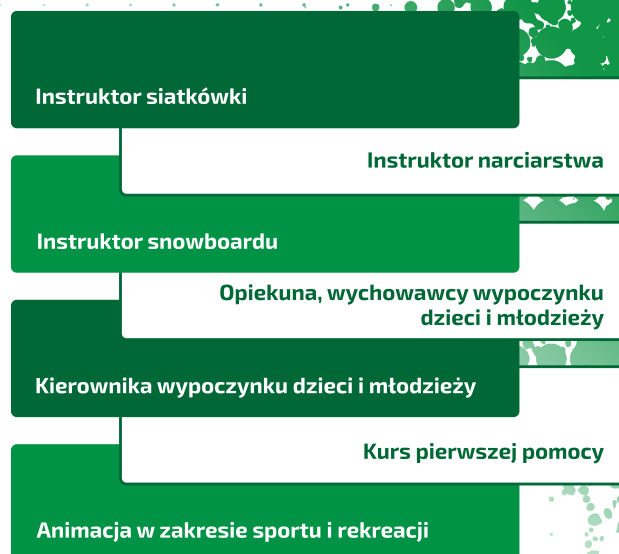 Instruktor siatkówki
Instruktor narciarstwa
Instruktor snowboardu
Opiekuna, wychowawcy wypoczynku
dzieci i młodzieży
Kierownika wypoczynku dzieci i młodzieży
Kurs pierwszej pomocy
Animacja w zakresie sportu i rekreacji